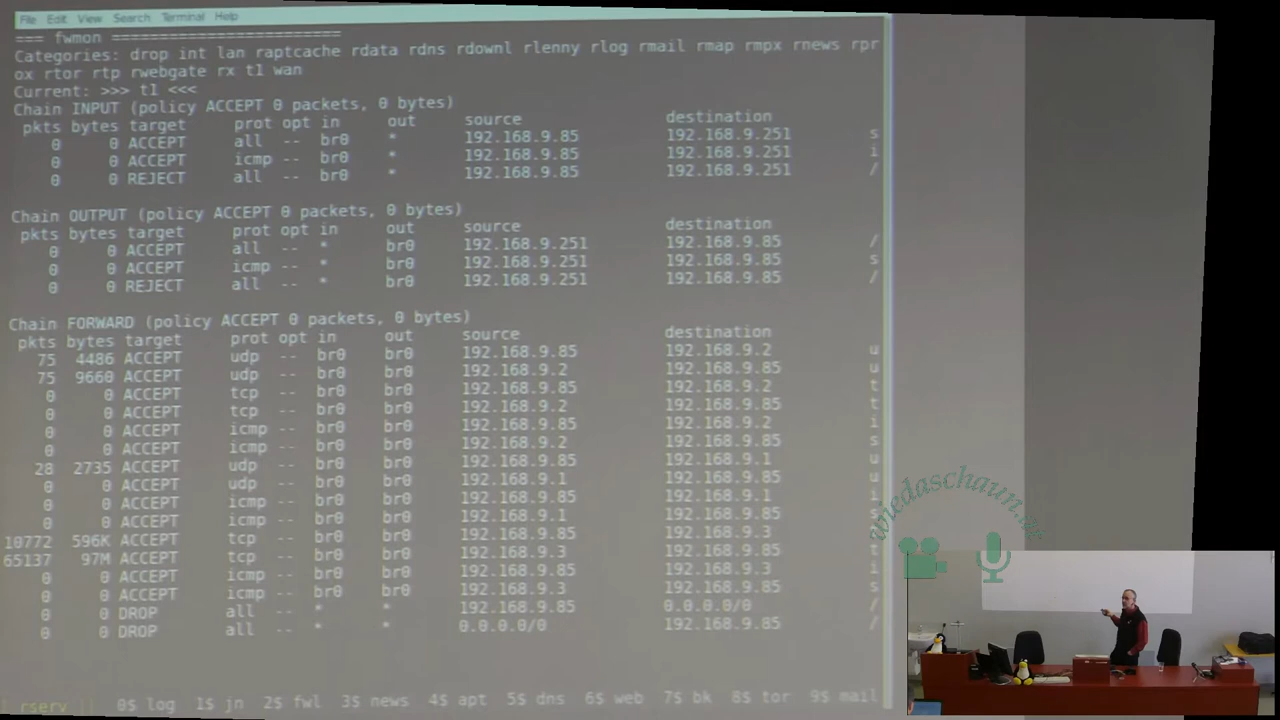 File Edit View Search Terminal Help
=== fwmon =========================
Categories: drop int lan raptcache rdata rdns rdownl rlenny rlog rmail rmap rmpx rnews rpr
ox rtor rtp rwebgate rx t1 wan
Current: >>> t1 <<<
Chain INPUT (policy ACCEPT 0 packets, 0 bytes)
pkts bytes target prot opt in out source destination
0 0 ACCEPT all -- br0 * 192.168.9.85 192.168.9.251 s
0 0 ACCEPT icmp -- br0 * 192.168.9.85 192.168.9.251 i
0 0 REJECT all -- br0 * 192.168.9.85 192.168.9.251 /
Chain OUTPUT (policy ACCEPT 0 packets, 0 bytes)
pkts bytes target prot opt in out source destination
0 0 ACCEPT all -- * br0 192.168.9.251 192.168.9.85 /
0 0 ACCEPT icmp -- * br0 192.168.9.251 192.168.9.85 s
0 0 REJECT all -- * br0 192.168.9.251 192.168.9.85 /
Chain FORWARD (policy ACCEPT 0 packets, 0 bytes)
pkts bytes target prot opt in out source destination
75 4486 ACCEPT udp -- br0 br0 192.168.9.85 192.168.9.2 u
75 9660 ACCEPT udp -- br0 br0 192.168.9.2 192.168.9.85 u
0 0 ACCEPT tcp -- br0 br0 192.168.9.85 192.168.9.2 t
0 0 ACCEPT tcp -- br0 br0 192.168.9.2 192.168.9.85 t
0 0 ACCEPT icmp -- br0 br0 192.168.9.85 192.168.9.2 i
0 0 ACCEPT icmp -- br0 br0 192.168.9.2 192.168.9.85 s
28 2735 ACCEPT udp -- br0 br0 192.168.9.85 192.168.9.1 u
0 0 ACCEPT udp -- br0 br0 192.168.9.1 192.168.9.85 u
0 0 ACCEPT icmp -- br0 br0 192.168.9.85 192.168.9.1 i
0 0 ACCEPT icmp -- br0 br0 192.168.9.1 192.168.9.85 s
10772 596K ACCEPT tcp -- br0 br0 192.168.9.85 192.168.9.3
65137 97M ACCEPT tcp -- br0 br0 192.168.9.3 192.168.9.85 t
0 0 ACCEPT icmp -- br0 br0 192.168.9.85 192.168.9.3 i
0 0 ACCEPT icmp -- br0 br0 192.168.9.3 192.168.9.85 s
0 0 DROP all -- * * 192.168.9.85 0.0.0.0/0 /
0 0 DROP all -- * * 0.0.0.0/0 192.168.9.85 /
rserv || 0$ log 1$ jn 2$ fwl 3$ news 4$ apt 5$ dns 6$ web 7$ bk 8$ tor 9$ mail